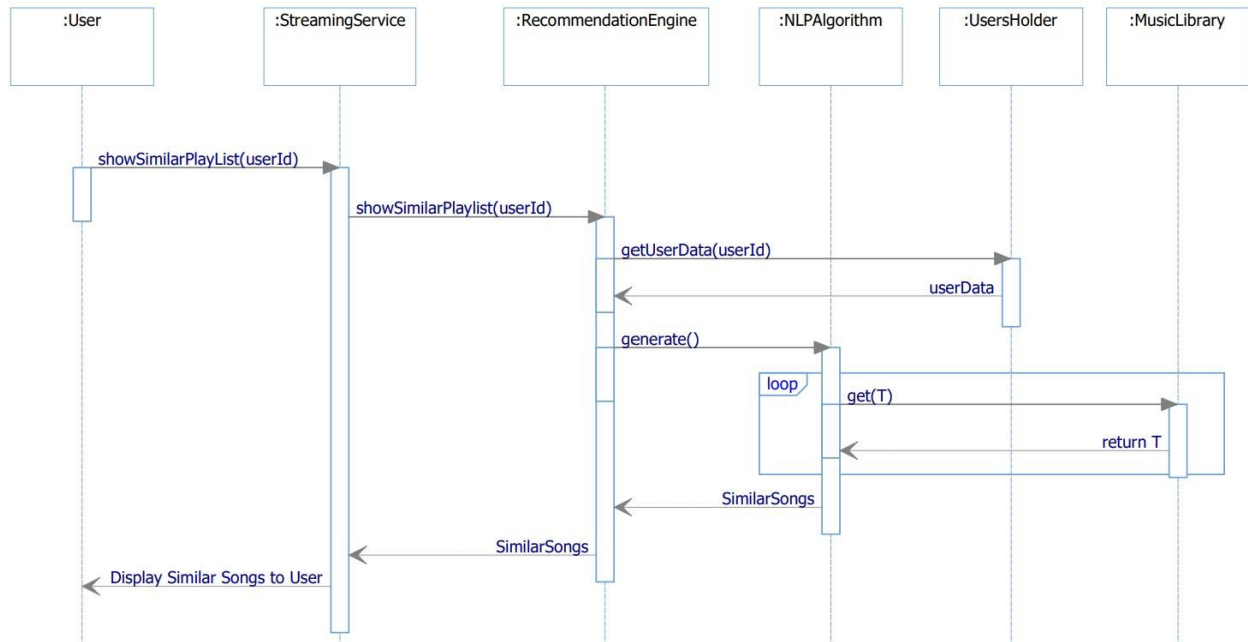 :User
:StreamingService
:RecommendationEngine
:NLPAlgorithm
:UsersHolder
:MusicLibrary
showSimilarPlayList(userId)
showSimilarPlaylist(userId)
getUserData(userId)
userData
generate()
loop
get(T)
return T
SimilarSongs
SimilarSongs
Display Similar Songs to User